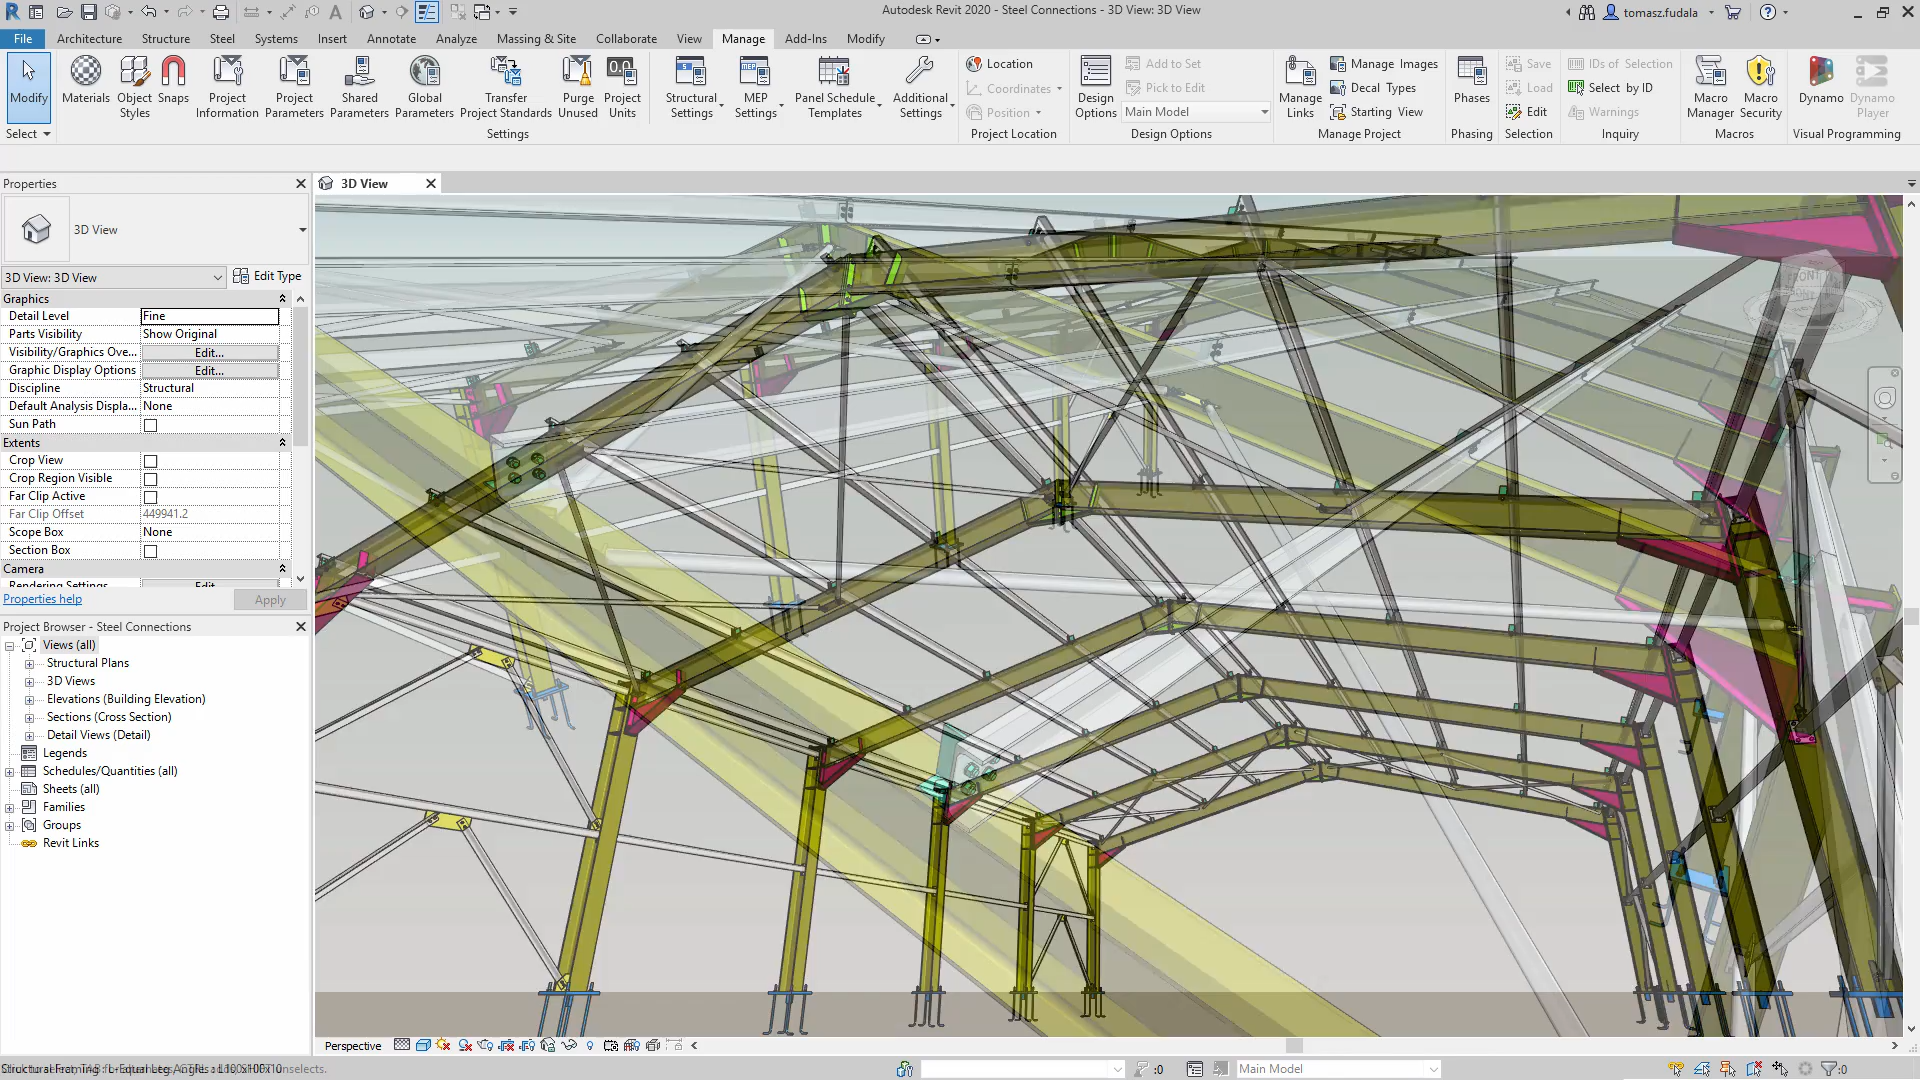 Autodesk Revit 2020 - Steel Connections - 3D View: 3D View
tomasz.fudala
File Architecture Structure Steel Systems Insert Annotate Analyze Massing & Site Collaborate View Manage Add-Ins Modify
Modify
Select
Materials
Object Styles
Snaps
Project Information
Project Parameters
Shared Parameters
Global Parameters
Transfer Project Standards
Purge Unused
Project Units
Settings
Structural Settings
MEP Settings
Panel Schedule Templates
Additional Settings
Location
Coordinates
Position
Project Location
Design Options
Add to Set
Pick to Edit
Main Model
Design Options
Manage Links
Manage Images
Decal Types
Starting View
Manage Project
Phases
Phasing
Save
Load
Edit
Selection
IDs of Selection
Select by ID
Warnings
Inquiry
Macro Manager
Macro Security
Macros
Dynamo
Dynamo Player
Visual Programming
Properties
3D View
3D View
3D View: 3D View
Edit Type
Graphics
Detail Level Fine
Parts Visibility Show Original
Visibility/Graphics Ove... Edit...
Graphic Display Options Edit...
Discipline Structural
Default Analysis Displa... None
Sun Path
Extents
Crop View
Crop Region Visible
Far Clip Active
Far Clip Offset 449941.2
Scope Box None
Section Box
Camera
Rendering Settings Edit...
Properties help
Apply
Project Browser - Steel Connections
Views (all)
Structural Plans
3D Views
Elevations (Building Elevation)
Sections (Cross Section)
Detail Views (Detail)
Legends
Schedules/Quantities (all)
Sheets (all)
Families
Groups
Revit Links
FRONT
Perspective
:0
Main Model
:0